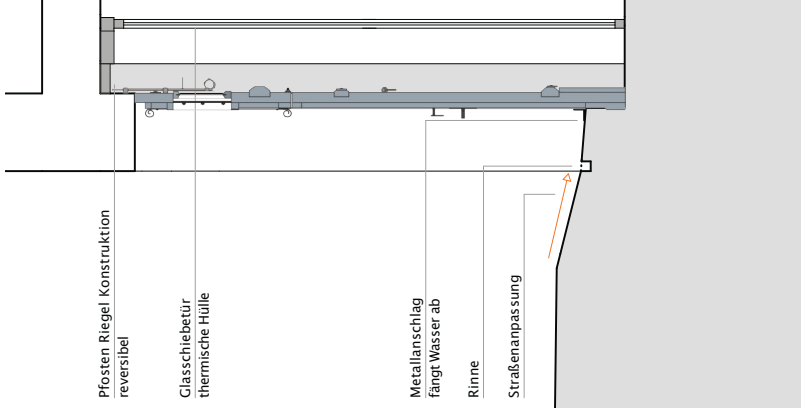 Pfosten Riegel Konstruktion
reversibel
Glasschiebetür
thermische Hülle
Metallanschlag
fängt Wasser ab
Rinne
Straßenanpassung